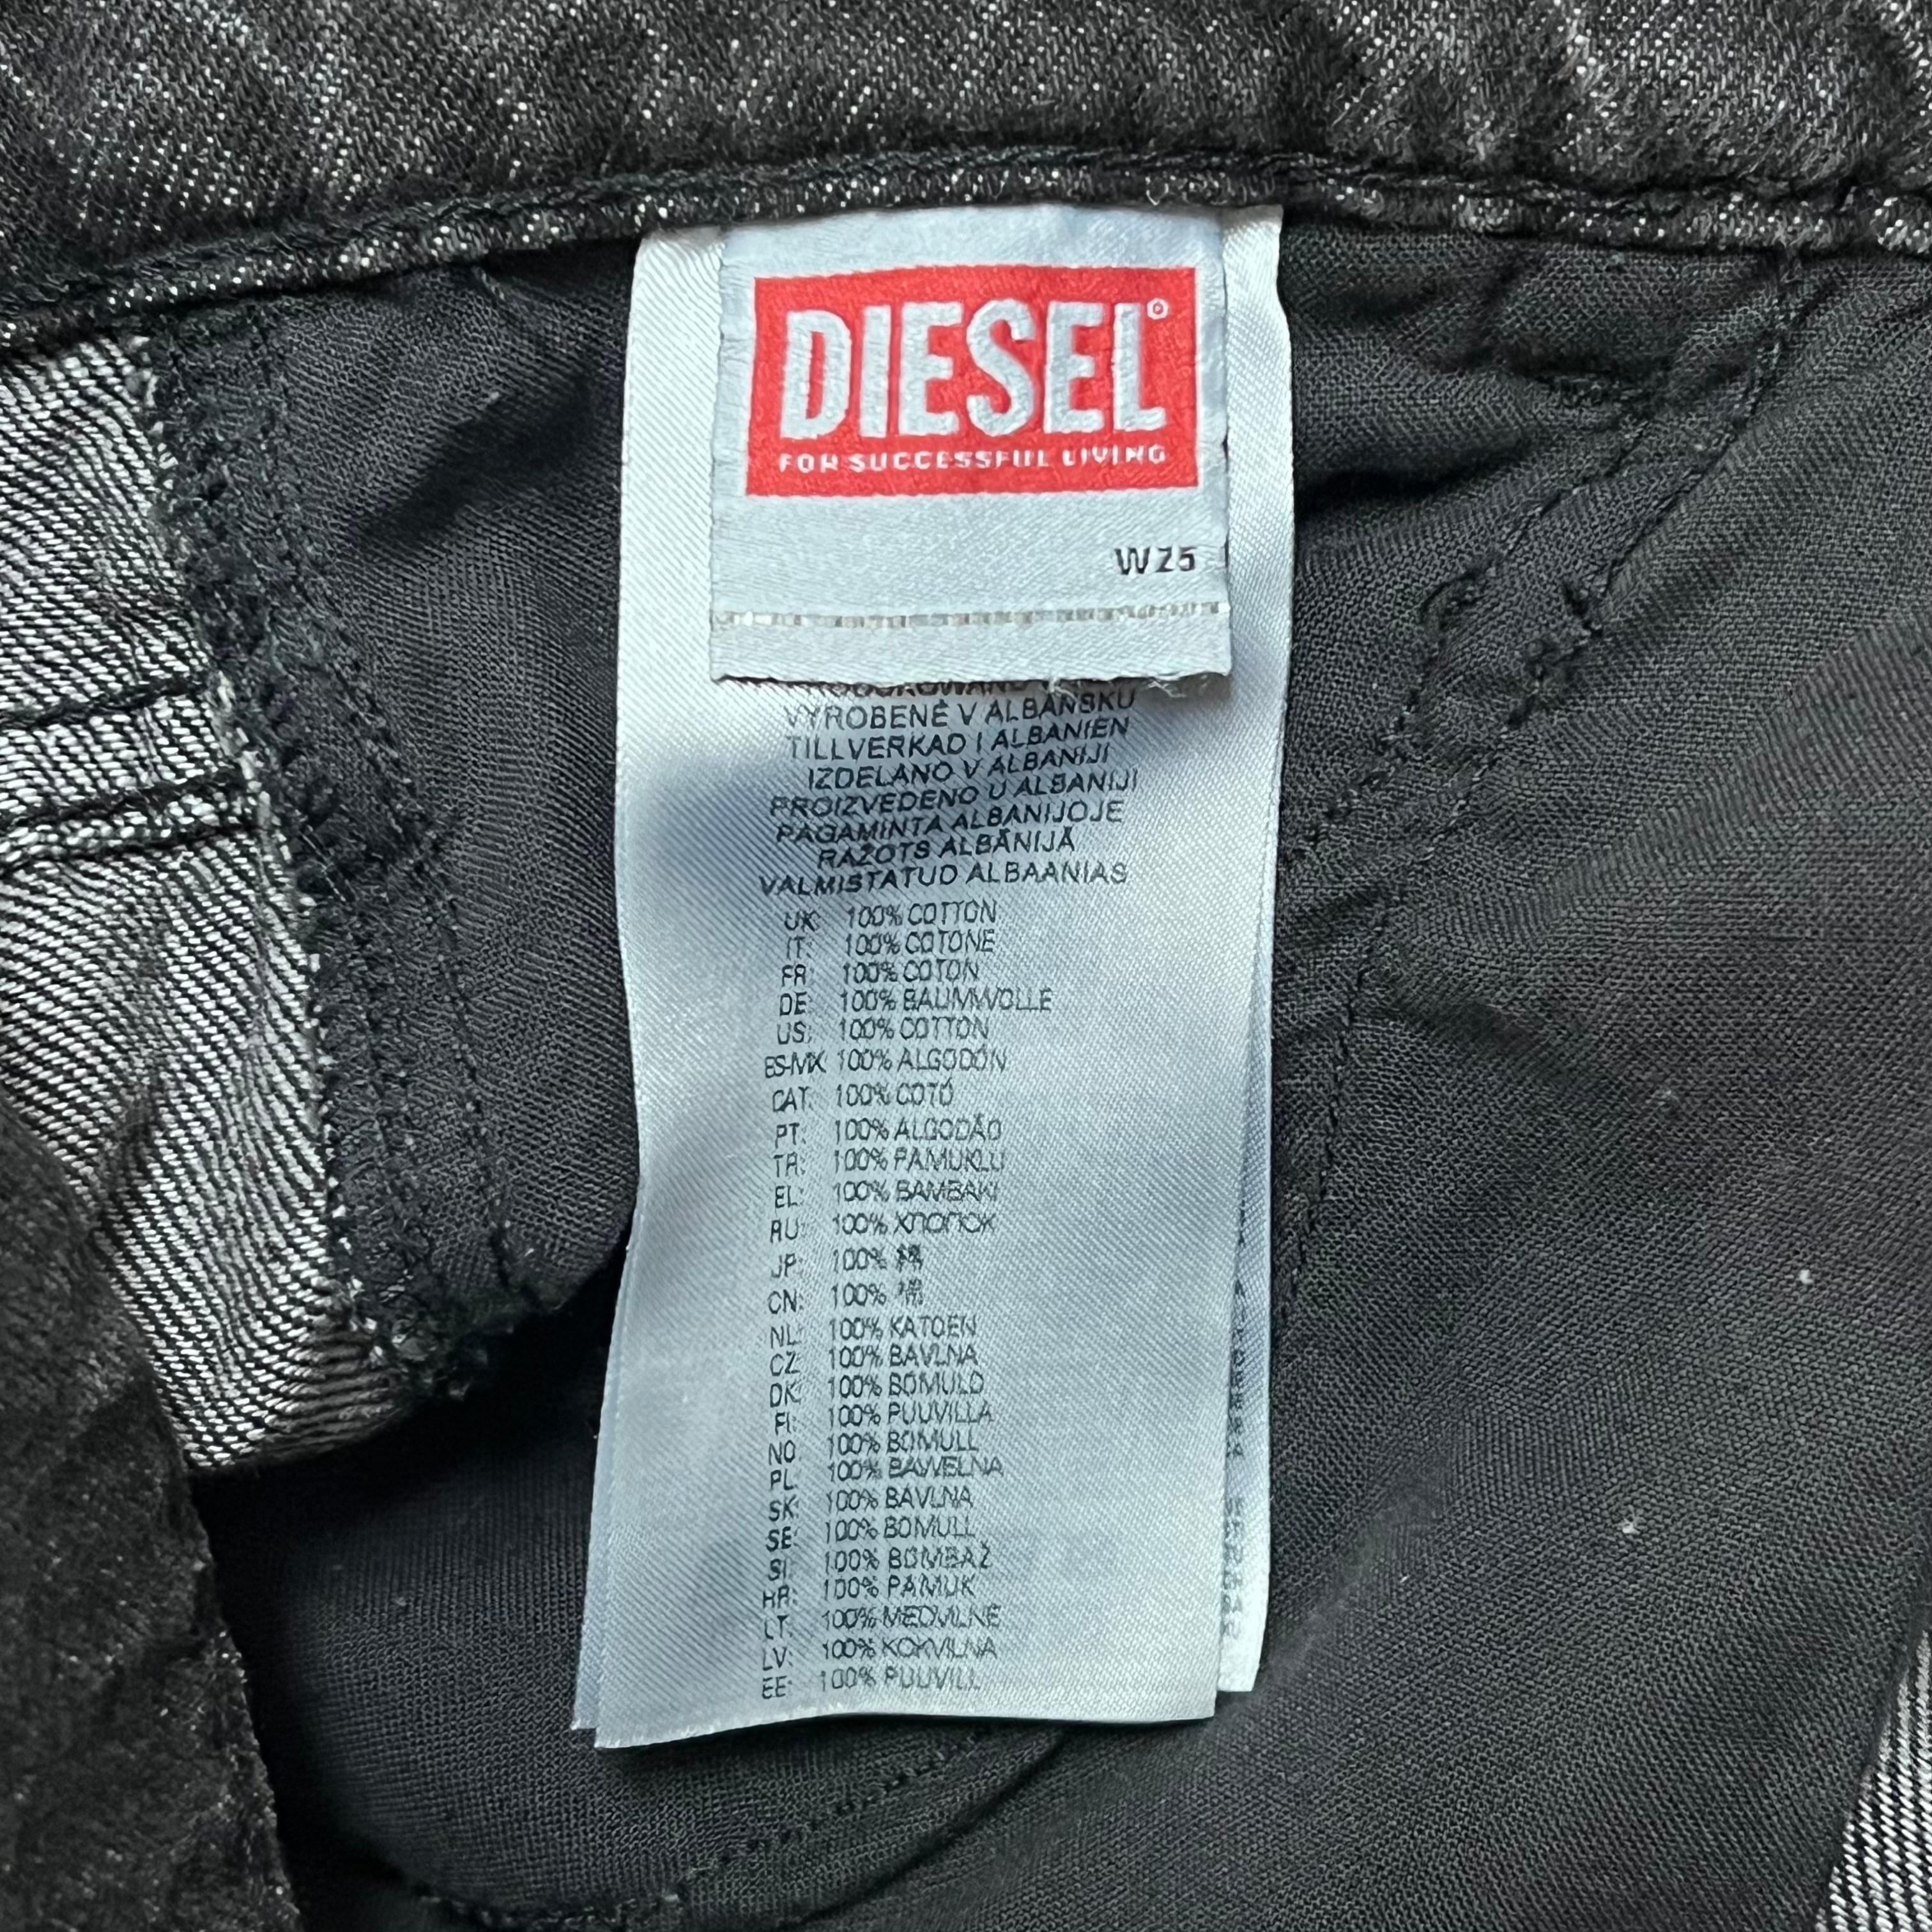 DIESEL
FOR SUCCESSFUL LIVING
W25
VYROBENÉ V ALBÁNSKU
TILLVERKAD I ALBANIEN
IZDELANO V ALBANIJI
PROIZVEDENO U ALBANIJI
PAGAMINTA ALBANIJOJE
RAŽOTS ALBĀNIJĀ
VALMISTATUD ALBAANIAS
UK: 100% COTTON
IT: 100% COTONE
FR: 100% COTON
DE: 100% BAUMWOLLE
US: 100% COTTON
ES-MX 100% ALGODÓN
CAT: 100% COTÓ
PT: 100% ALGODÃO
TR: 100% PAMUKLU
EL: 100% BAMBAKI
RU: 100% ХЛОПОК
JP: 100% 綿
CN: 100% 棉
NL: 100% KATOEN
CZ: 100% BAVLNA
DK: 100% BOMULD
FI: 100% PUUVILLA
NO: 100% BOMULL
PL: 100% BAWEŁNA
SK: 100% BAVLNA
SE: 100% BOMULL
SI: 100% BOMBAŽ
HR: 100% PAMUK
LT: 100% MEDVILNĖ
LV: 100% KOKVILNA
EE: 100% PUUVILL